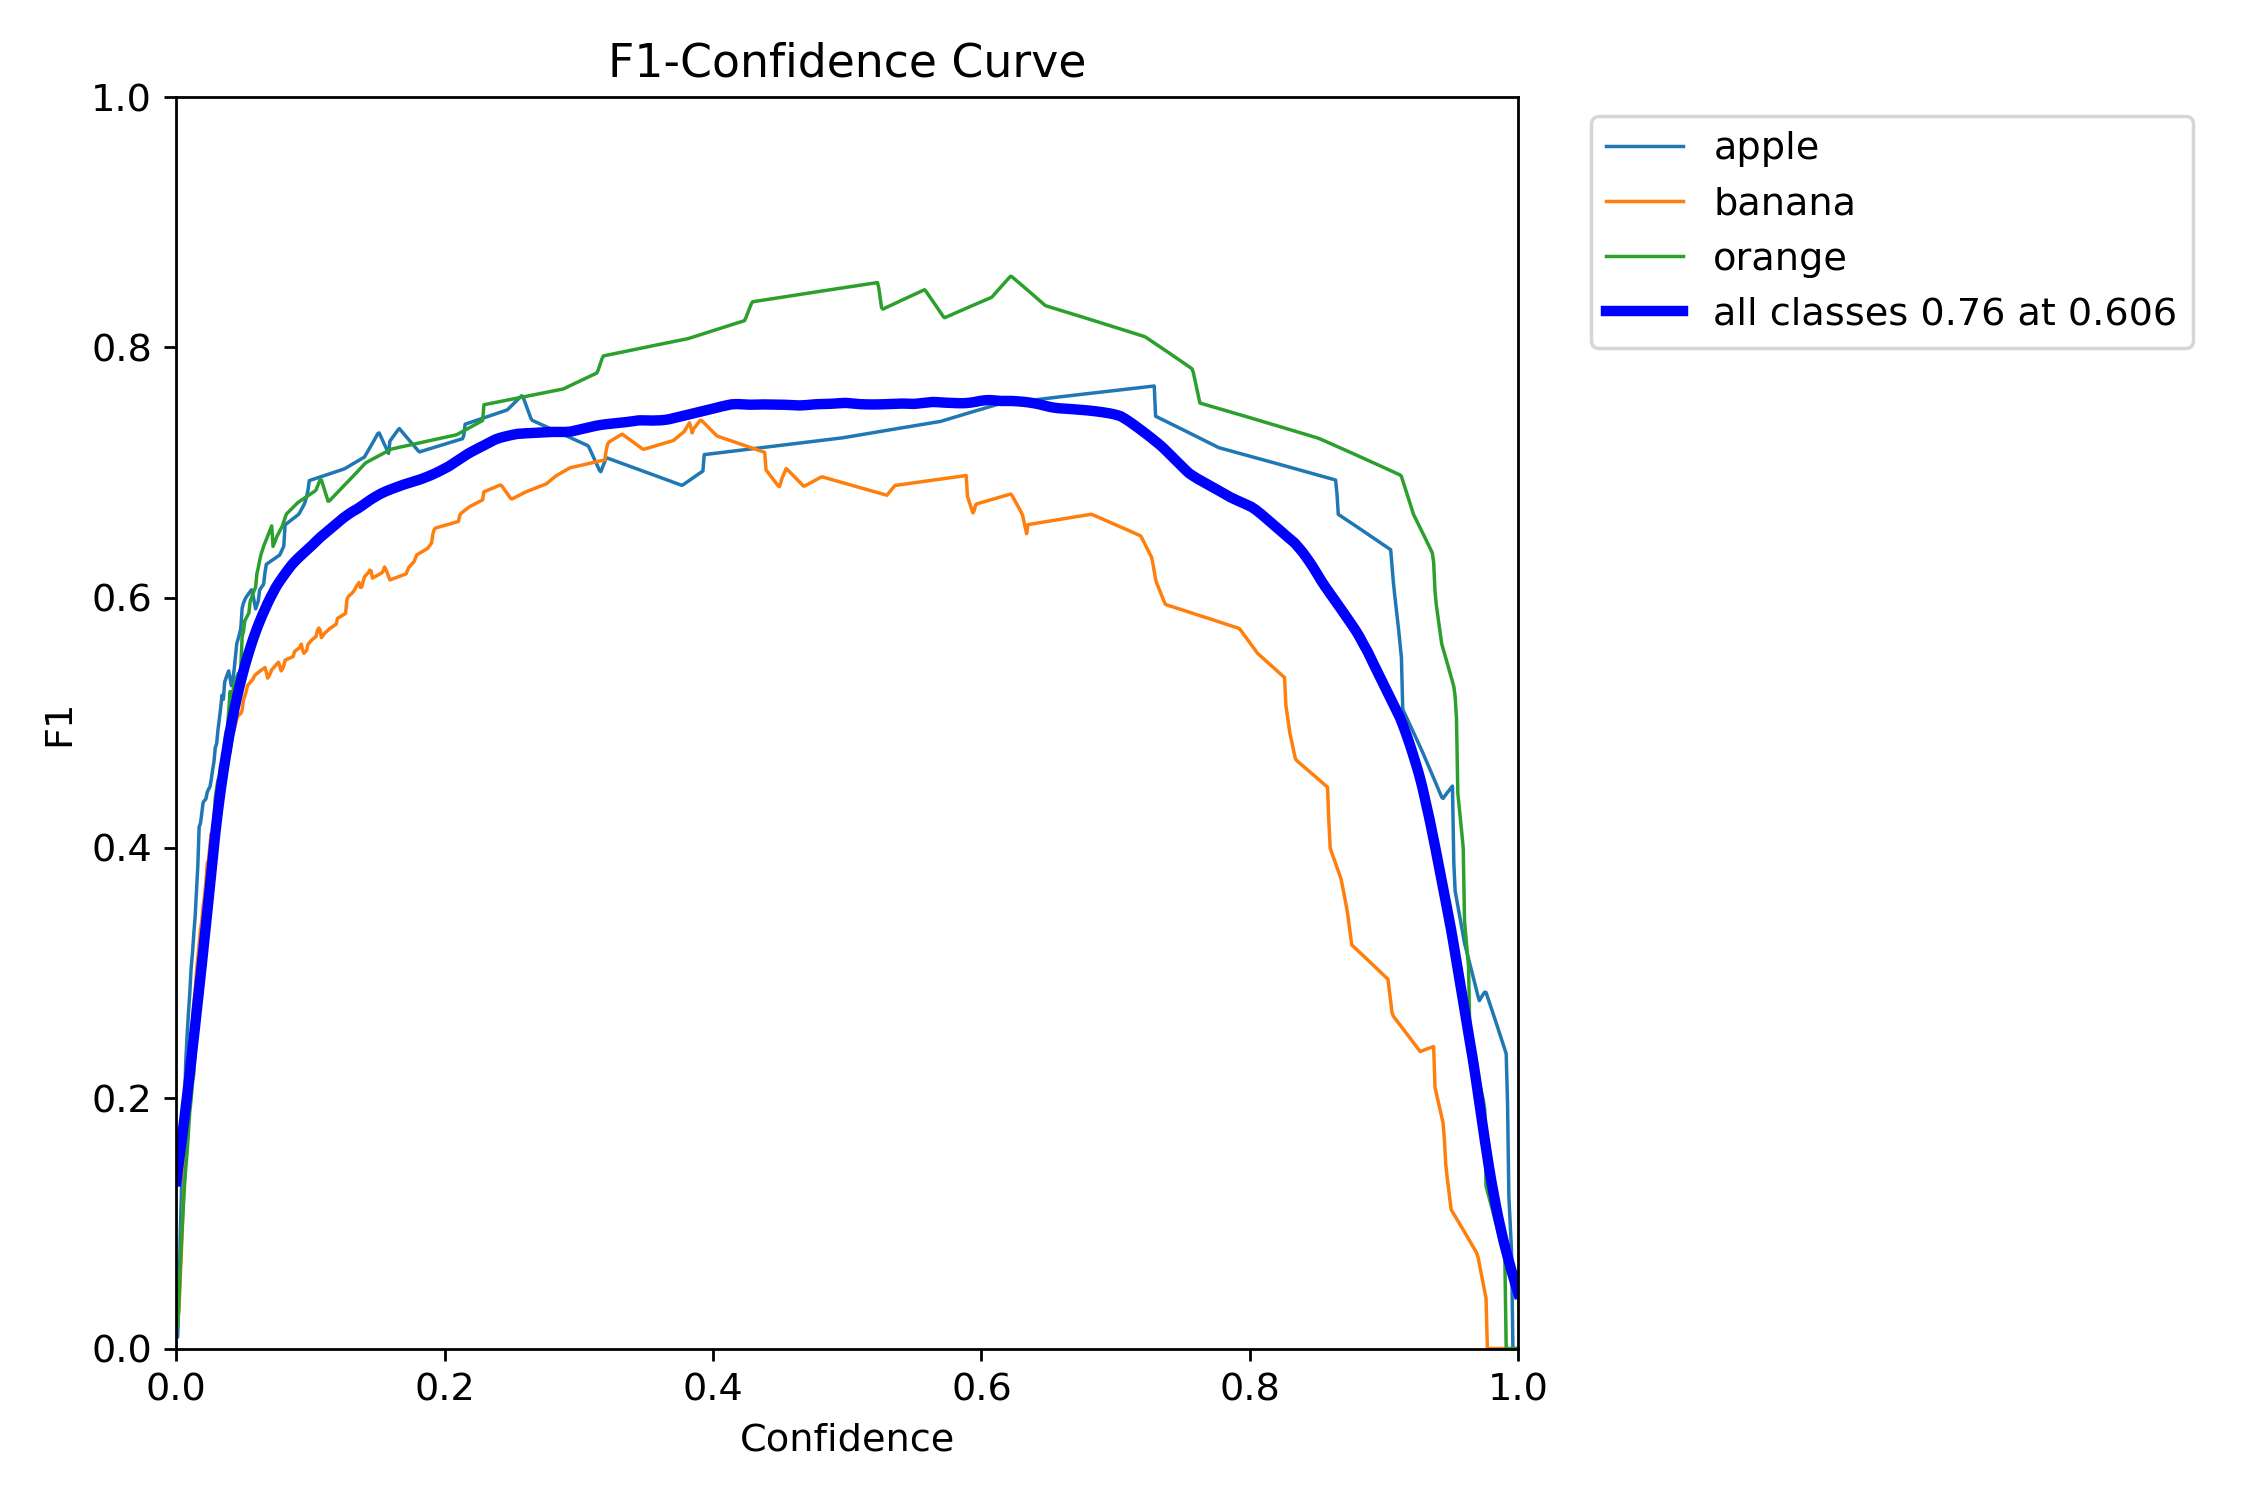 F1-Confidence Curve
1.0
0.8
0.6
0.4
0.2
0.0
F1
0.0 0.2 0.4 0.6 0.8 1.0
Confidence
apple
banana
orange
all classes 0.76 at 0.606